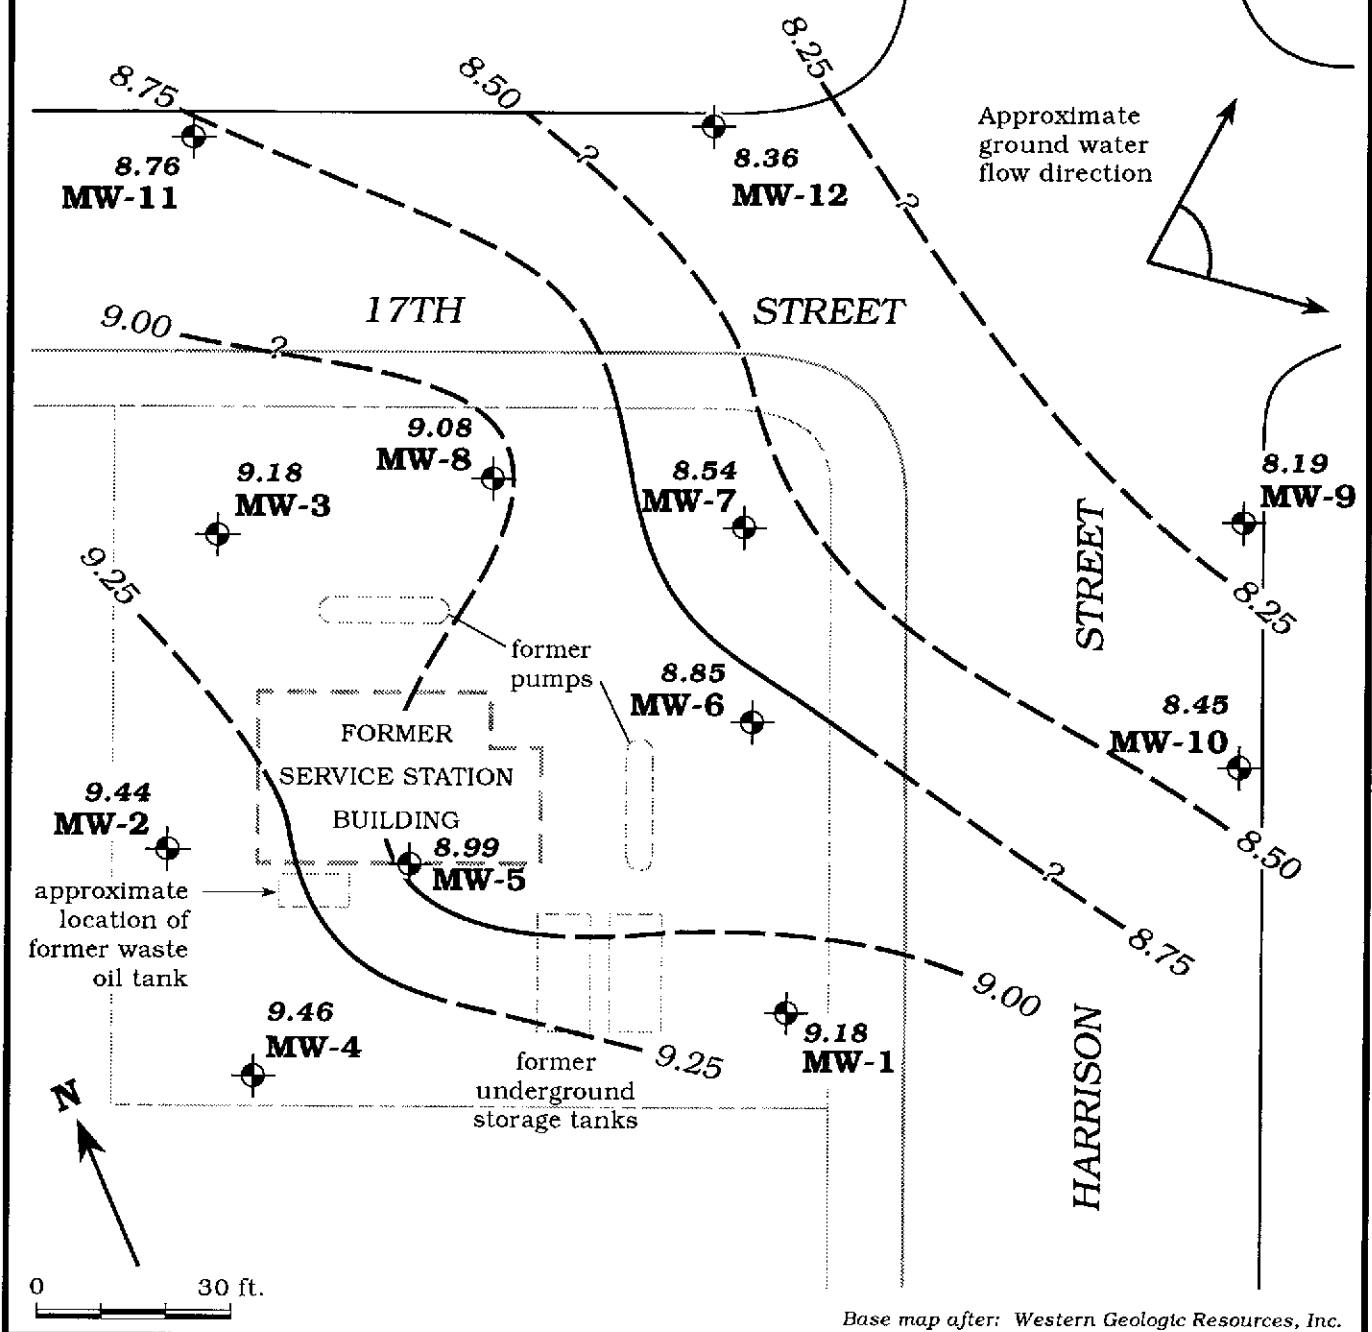 8.75
8.50
8.25
8.76
MW-11
?
8.36
MW-12
Approximate
ground water
flow direction
?
9.00
?
17TH
STREET
9.08
MW-8
9.18
MW-3
8.54
MW-7
8.19
MW-9
9.25
STREET
8.25
former
pumps
8.85
MW-6
8.45
MW-10
FORMER
SERVICE STATION
BUILDING
9.44
MW-2
8.99
MW-5
8.50
?
approximate
location of
former waste
oil tank
8.75
9.00
9.46
MW-4
9.18
MW-1
9.25
former
underground
storage tanks
HARRISON
N
0 30 ft.
Base map after: Western Geologic Resources, Inc.